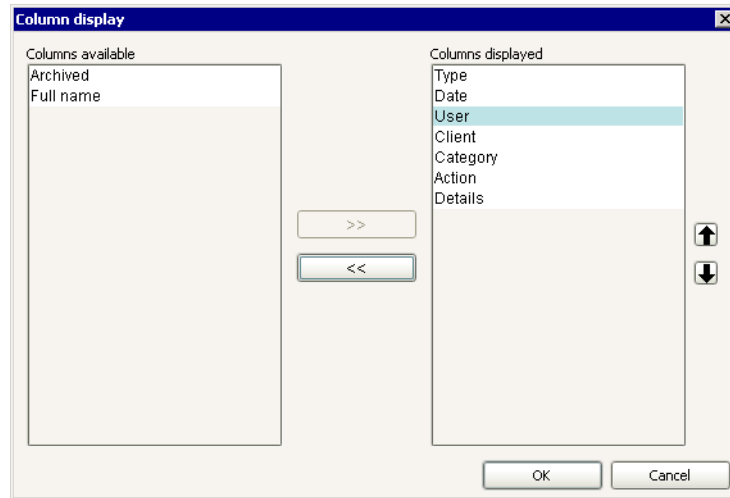 Column display
Columns available
Archived
Full name
>>
<<
Columns displayed
Type
Date
User
Client
Category
Action
Details
OK
Cancel